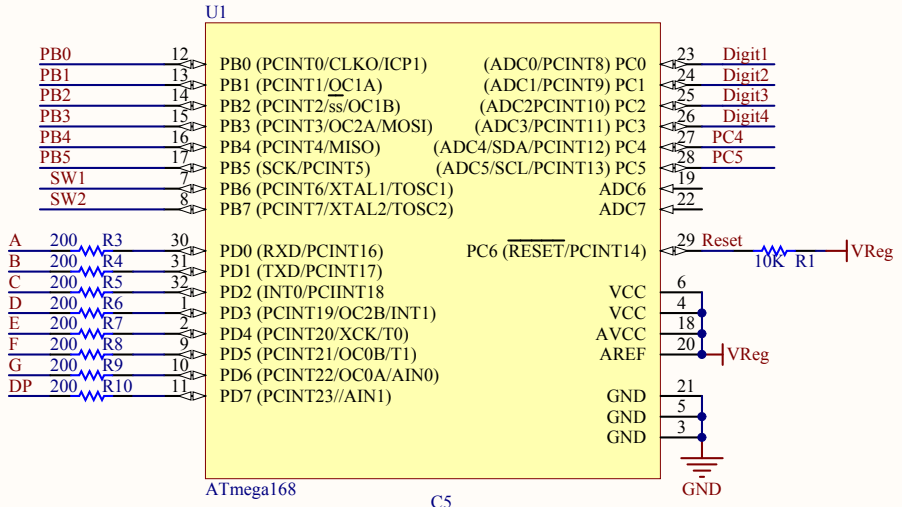 U1
PB0 12 PB0 (PCINT0/CLKO/ICP1) (ADC0/PCINT8) PC0 23 Digit1
PB1 13 PB1 (PCINT1/OC1A) (ADC1/PCINT9) PC1 24 Digit2
PB2 14 PB2 (PCINT2/ss/OC1B) (ADC2PCINT10) PC2 25 Digit3
PB3 15 PB3 (PCINT3/OC2A/MOSI) (ADC3/PCINT11) PC3 26 Digit4
PB4 16 PB4 (PCINT4/MISO) (ADC4/SDA/PCINT12) PC4 27 PC4
PB5 17 PB5 (SCK/PCINT5) (ADC5/SCL/PCINT13) PC5 28 PC5
SW1 7 PB6 (PCINT6/XTAL1/TOSC1) ADC6 19
SW2 8 PB7 (PCINT7/XTAL2/TOSC2) ADC7 22
A 200 R3 30 PD0 (RXD/PCINT16) PC6 (RESET/PCINT14) 29 Reset 10K R1 VReg
B 200 R4 31 PD1 (TXD/PCINT17)
C 200 R5 32 PD2 (INT0/PCIINT18 VCC 6
D 200 R6 1 PD3 (PCINT19/OC2B/INT1) VCC 4
E 200 R7 2 PD4 (PCINT20/XCK/T0) AVCC 18
F 200 R8 9 PD5 (PCINT21/OC0B/T1) AREF 20 VReg
G 200 R9 10 PD6 (PCINT22/OC0A/AIN0)
DP 200 R10 11 PD7 (PCINT23//AIN1) GND 21
GND 5
GND 3
ATmega168 GND
C5